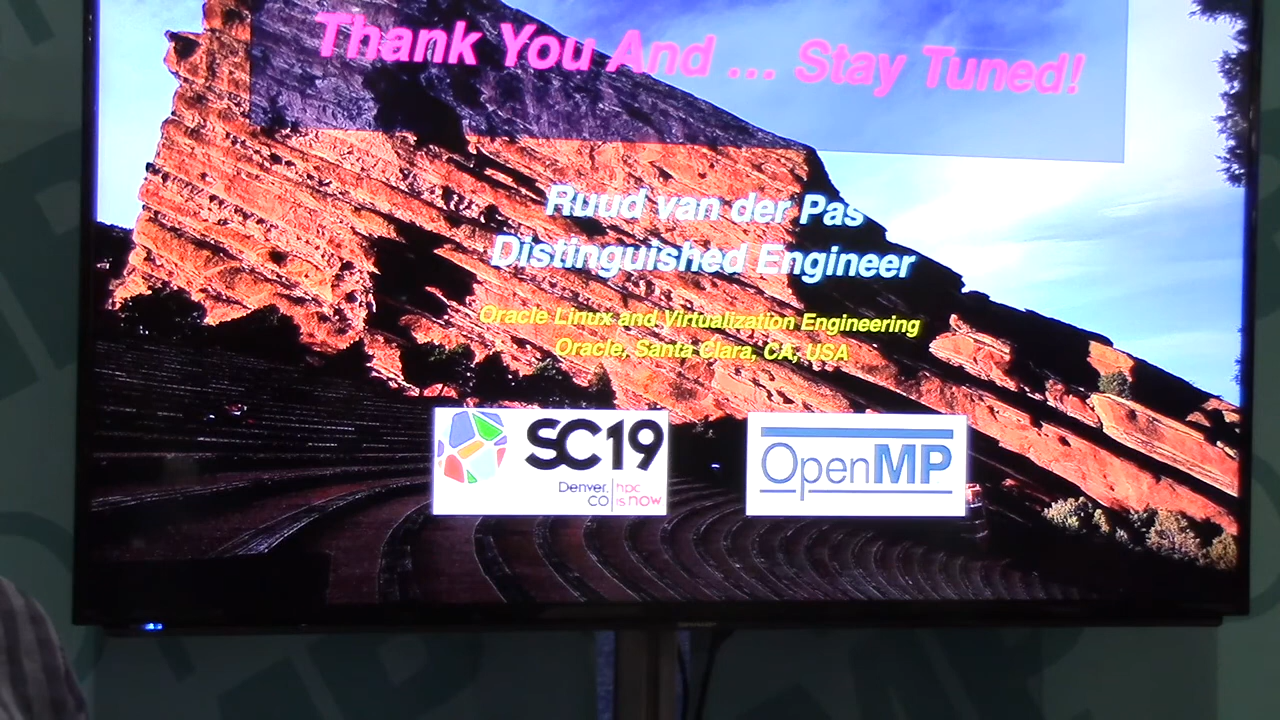 Thank You And ... Stay Tuned!
Ruud van der Pas
Distinguished Engineer
Oracle Linux and Virtualization Engineering
Oracle, Santa Clara, CA, USA
SC19
Denver, CO | hpc is now
OpenMP